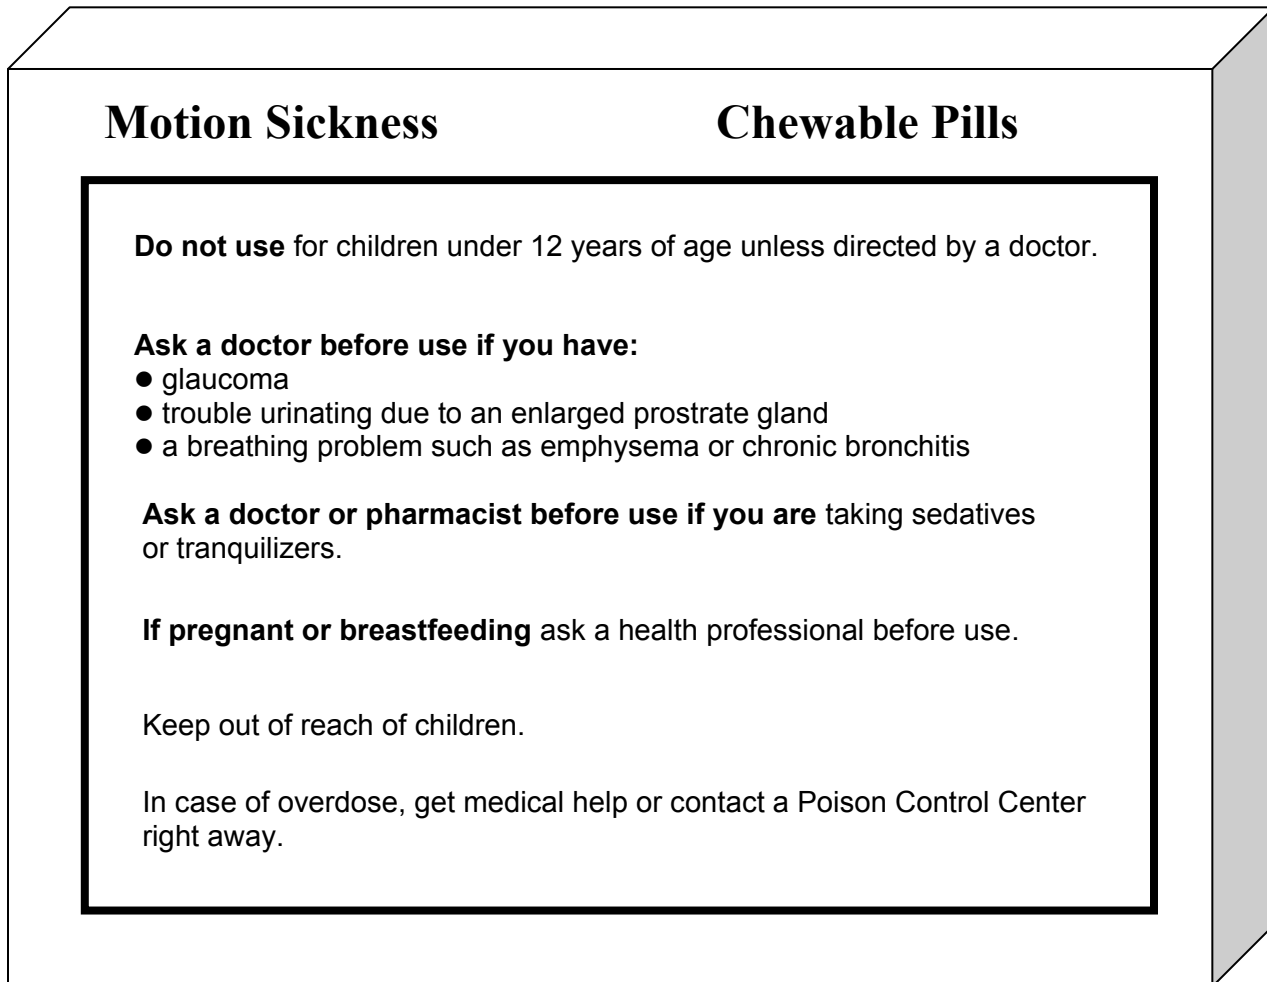 Motion Sickness Chewable Pills
Do not use for children under 12 years of age unless directed by a doctor.
Ask a doctor before use if you have:
● glaucoma
● trouble urinating due to an enlarged prostrate gland
● a breathing problem such as emphysema or chronic bronchitis
Ask a doctor or pharmacist before use if you are taking sedatives
or tranquilizers.
If pregnant or breastfeeding ask a health professional before use.
Keep out of reach of children.
In case of overdose, get medical help or contact a Poison Control Center
right away.